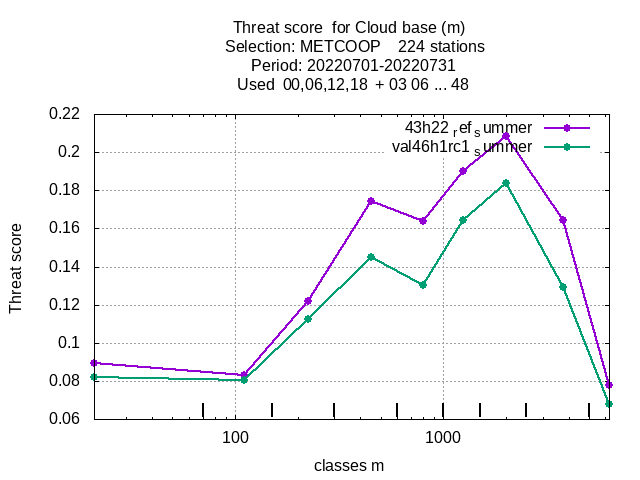 Threat score for Cloud base (m)
Selection: METCOOP 224 stations
Period: 20220701-20220731
Used 00,06,12,18 + 03 06 ... 48
0.22
0.2
0.18
0.16
0.14
0.12
0.1
0.08
0.06
Threat score
43h22_ref_summer
val46h1rc1_summer
100
1000
classes m